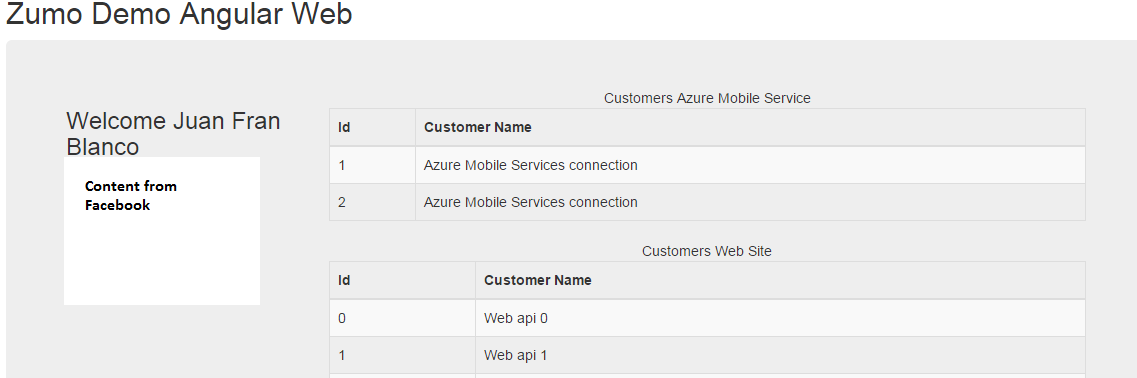 Zumo Demo Angular Web
Welcome Juan Fran
Blanco
Content from
Facebook
Customers Azure Mobile Service
Id Customer Name
1 Azure Mobile Services connection
2 Azure Mobile Services connection
Customers Web Site
Id Customer Name
0 Web api 0
1 Web api 1